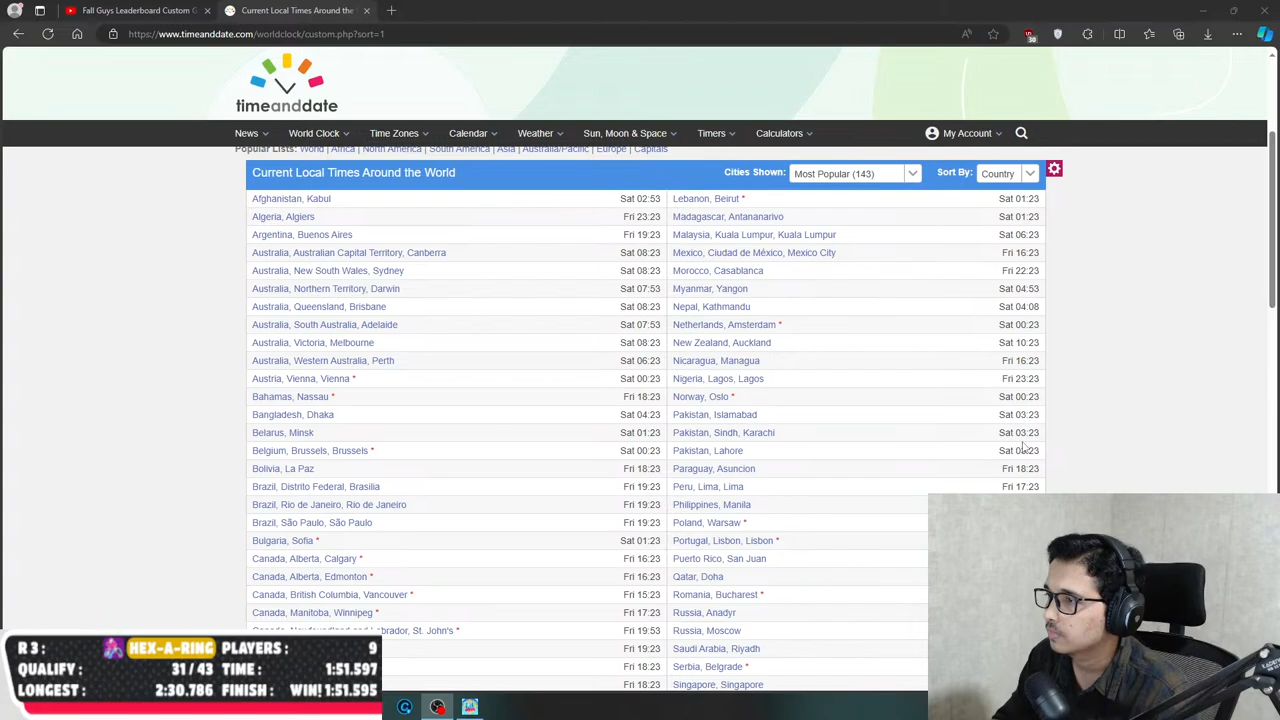 Fall Guys Leaderboard Custom G
Current Local Times Around the W
https://www.timeanddate.com/worldclock/custom.php?sort=1
30
timeanddate
News
World Clock
Time Zones
Calendar
Weather
Sun, Moon & Space
Timers
Calculators
My Account
Popular Lists: World | Africa | North America | South America | Asia | Australia/Pacific | Europe | Capitals
Current Local Times Around the World
Cities Shown: Most Popular (143)
Sort By: Country
Afghanistan, Kabul Sat 02:53 Lebanon, Beirut * Sat 01:23
Algeria, Algiers Fri 23:23 Madagascar, Antananarivo Sat 01:23
Argentina, Buenos Aires Fri 19:23 Malaysia, Kuala Lumpur, Kuala Lumpur Sat 06:23
Australia, Australian Capital Territory, Canberra Sat 08:23 Mexico, Ciudad de México, Mexico City Fri 16:23
Australia, New South Wales, Sydney Sat 08:23 Morocco, Casablanca Fri 22:23
Australia, Northern Territory, Darwin Sat 07:53 Myanmar, Yangon Sat 04:53
Australia, Queensland, Brisbane Sat 08:23 Nepal, Kathmandu Sat 04:08
Australia, South Australia, Adelaide Sat 07:53 Netherlands, Amsterdam * Sat 00:23
Australia, Victoria, Melbourne Sat 08:23 New Zealand, Auckland Sat 10:23
Australia, Western Australia, Perth Sat 06:23 Nicaragua, Managua Fri 16:23
Austria, Vienna, Vienna * Sat 00:23 Nigeria, Lagos, Lagos Fri 23:23
Bahamas, Nassau * Fri 18:23 Norway, Oslo * Sat 00:23
Bangladesh, Dhaka Sat 04:23 Pakistan, Islamabad Sat 03:23
Belarus, Minsk Sat 01:23 Pakistan, Sindh, Karachi Sat 03:23
Belgium, Brussels, Brussels * Sat 00:23 Pakistan, Lahore Sat
Bolivia, La Paz Fri 18:23 Paraguay, Asuncion Fri 18:23
Brazil, Distrito Federal, Brasilia Fri 19:23 Peru, Lima, Lima Fri 17:23
Brazil, Rio de Janeiro, Rio de Janeiro Fri 19:23 Philippines, Manila
Brazil, São Paulo, São Paulo Fri 19:23 Poland, Warsaw *
Bulgaria, Sofia * Sat 01:23 Portugal, Lisbon, Lisbon *
Canada, Alberta, Calgary * Fri 16:23 Puerto Rico, San Juan
Canada, Alberta, Edmonton * Fri 16:23 Qatar, Doha
Canada, British Columbia, Vancouver * Fri 15:23 Romania, Bucharest *
Canada, Manitoba, Winnipeg * Fri 17:23 Russia, Anadyr
Labrador, St. John's * Fri 19:53 Russia, Moscow
Fri 19:23 Saudi Arabia, Riyadh
Fri 18:23 Serbia, Belgrade *
Fri 18:23 Singapore, Singapore
R 3 : HEX-A-RING PLAYERS : 9
QUALIFY : 31 / 43 TIME : 1:51.597
LONGEST : 2:30.786 FINISH : WIN! 1:51.595